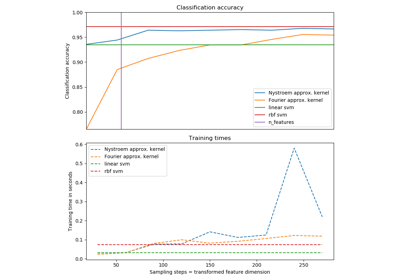 Classification accuracy
1.00
0.95
0.90
0.85
0.80
Classification accuracy
Nystroem approx. kernel
Fourier approx. kernel
linear svm
rbf svm
n_features
Training times
0.6
0.5
0.4
0.3
0.2
0.1
0.0
Training time in seconds
Nystroem approx. kernel
Fourier approx. kernel
linear svm
rbf svm
50 100 150 200 250
Sampling steps = transformed feature dimension